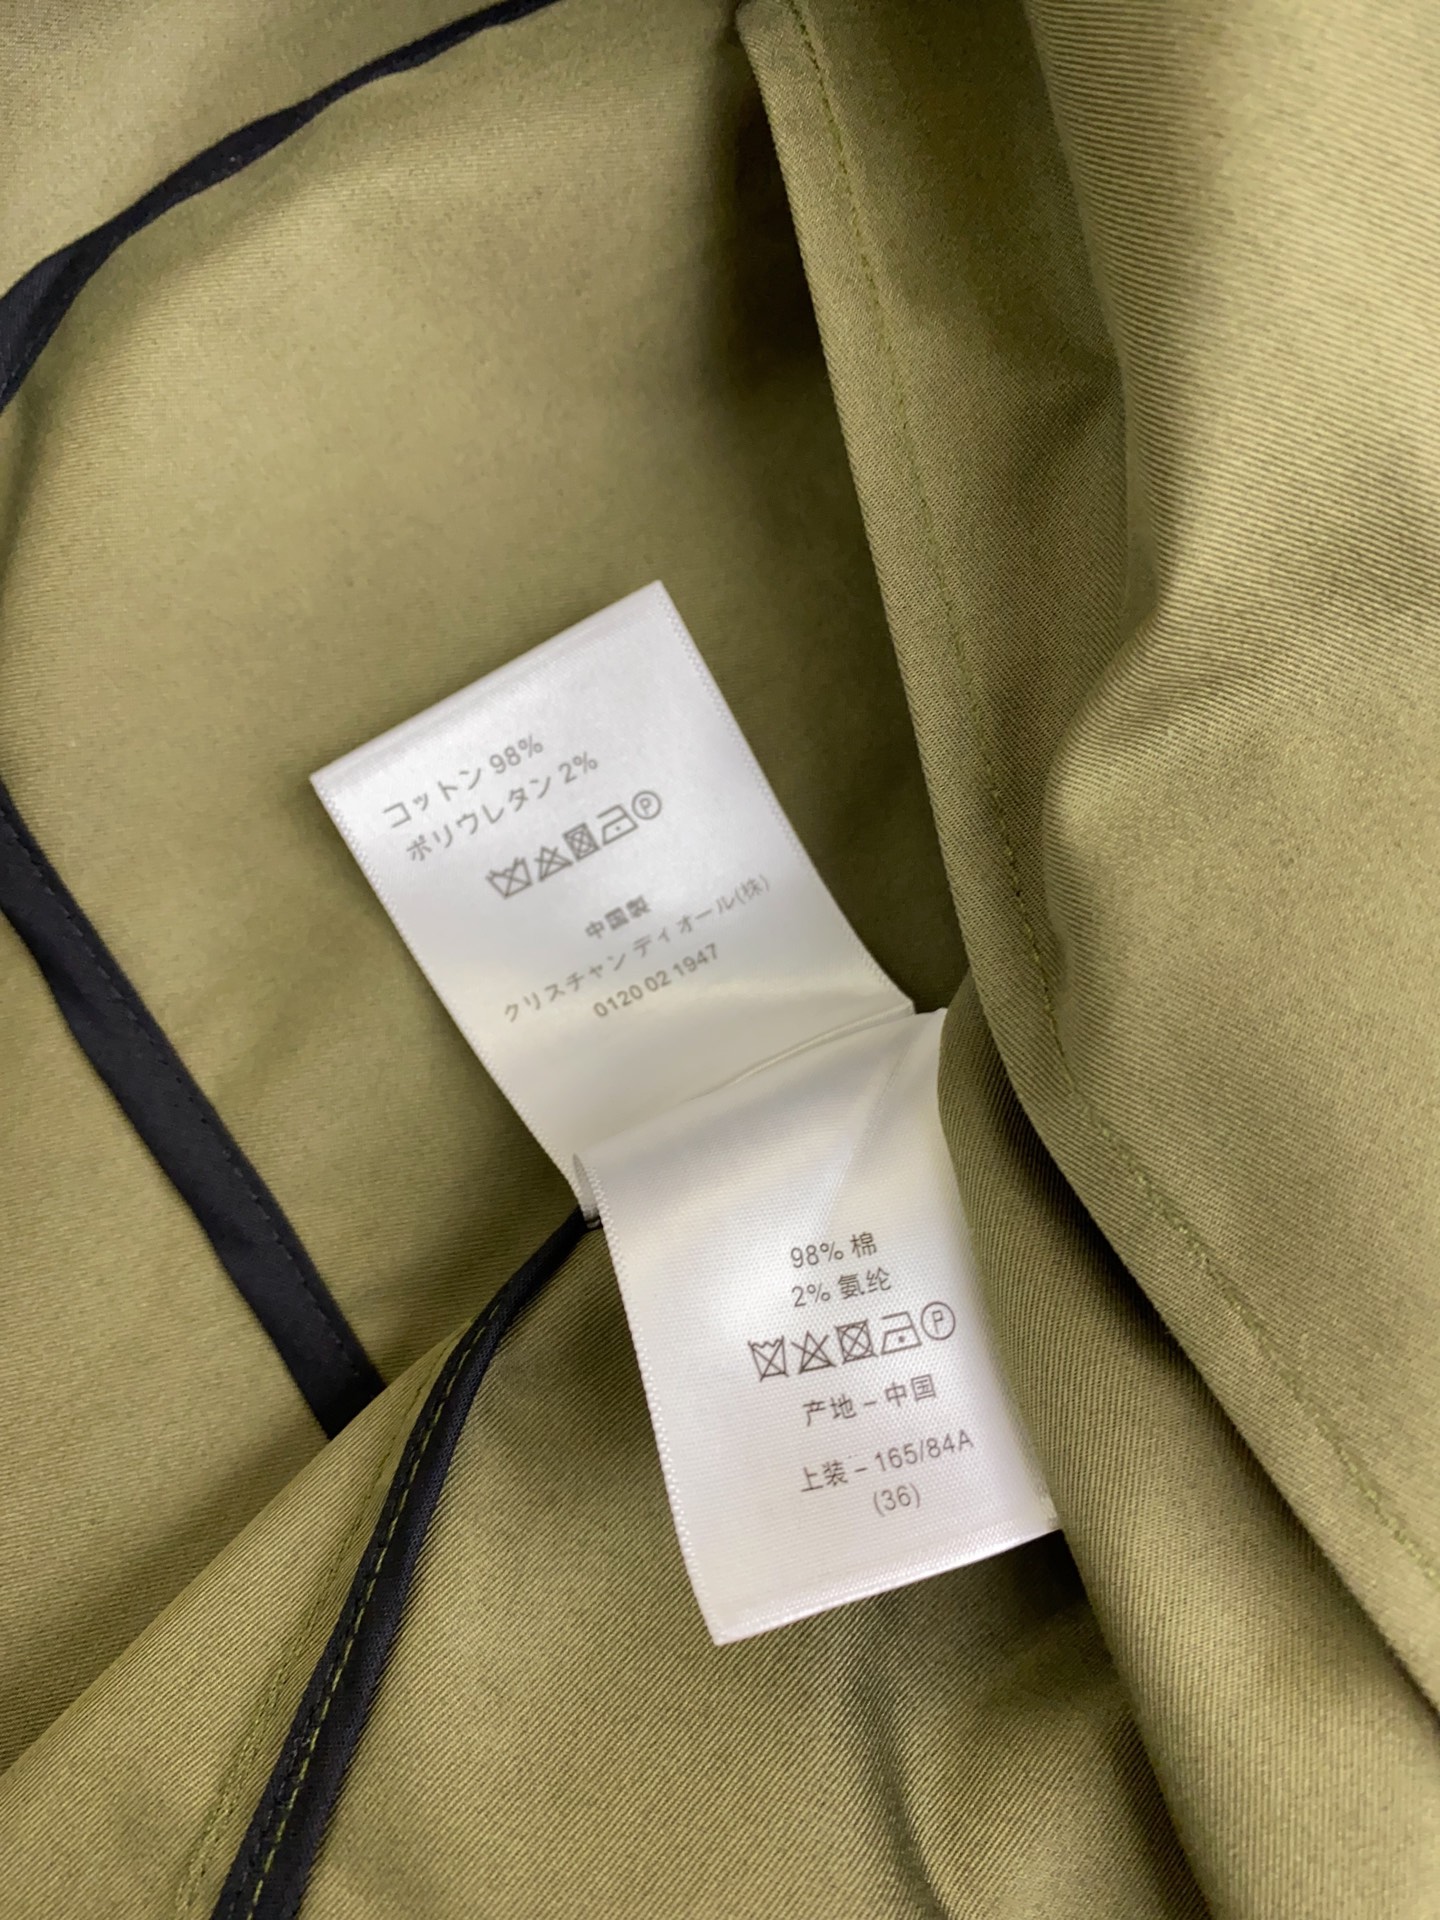 コットン 98%
ポリウレタン 2%
P
中国製
クリスチャン ディオール(株)
0120 02 1947
98% 棉
2% 氨纶
P
产地 – 中国
上装 – 165/84A
(36)